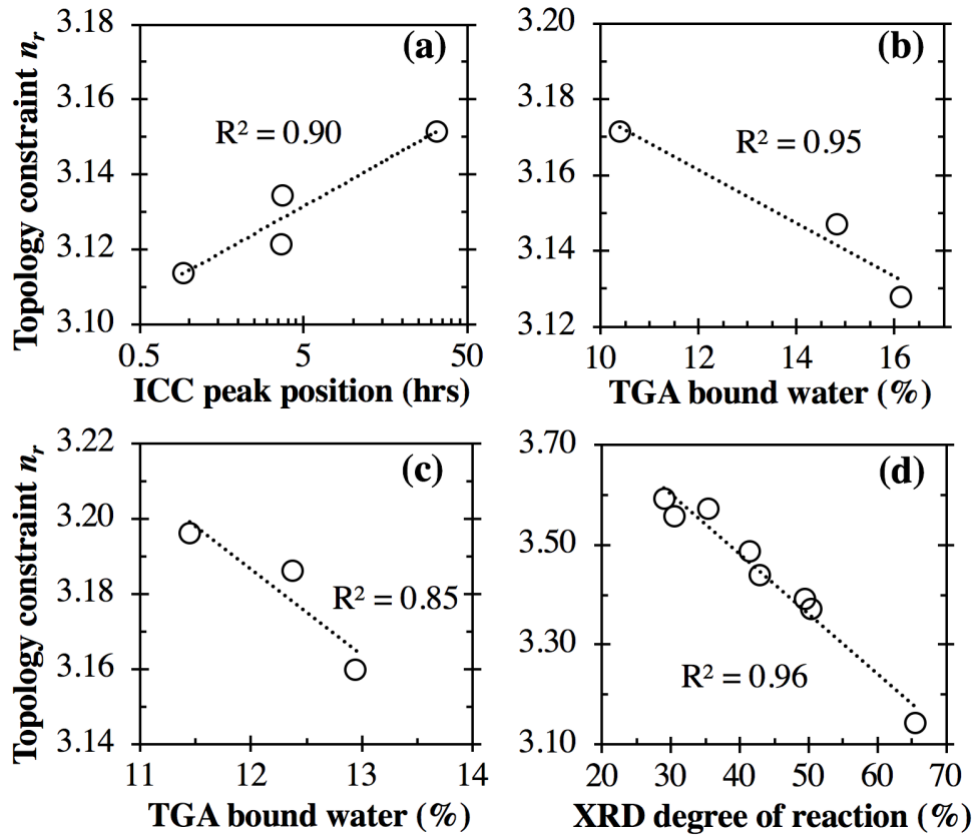 Topology constraint nr
3.18
3.16
3.14
3.12
3.10
(a)
R² = 0.90
0.5
5
50
ICC peak position (hrs)
3.20
3.18
3.16
3.14
3.12
(b)
R² = 0.95
10
12
14
16
TGA bound water (%)
Topology constraint nr
3.22
3.20
3.18
3.16
3.14
(c)
R² = 0.85
11
12
13
14
TGA bound water (%)
3.70
3.50
3.30
3.10
(d)
R² = 0.96
20
30
40
50
60
70
XRD degree of reaction (%)